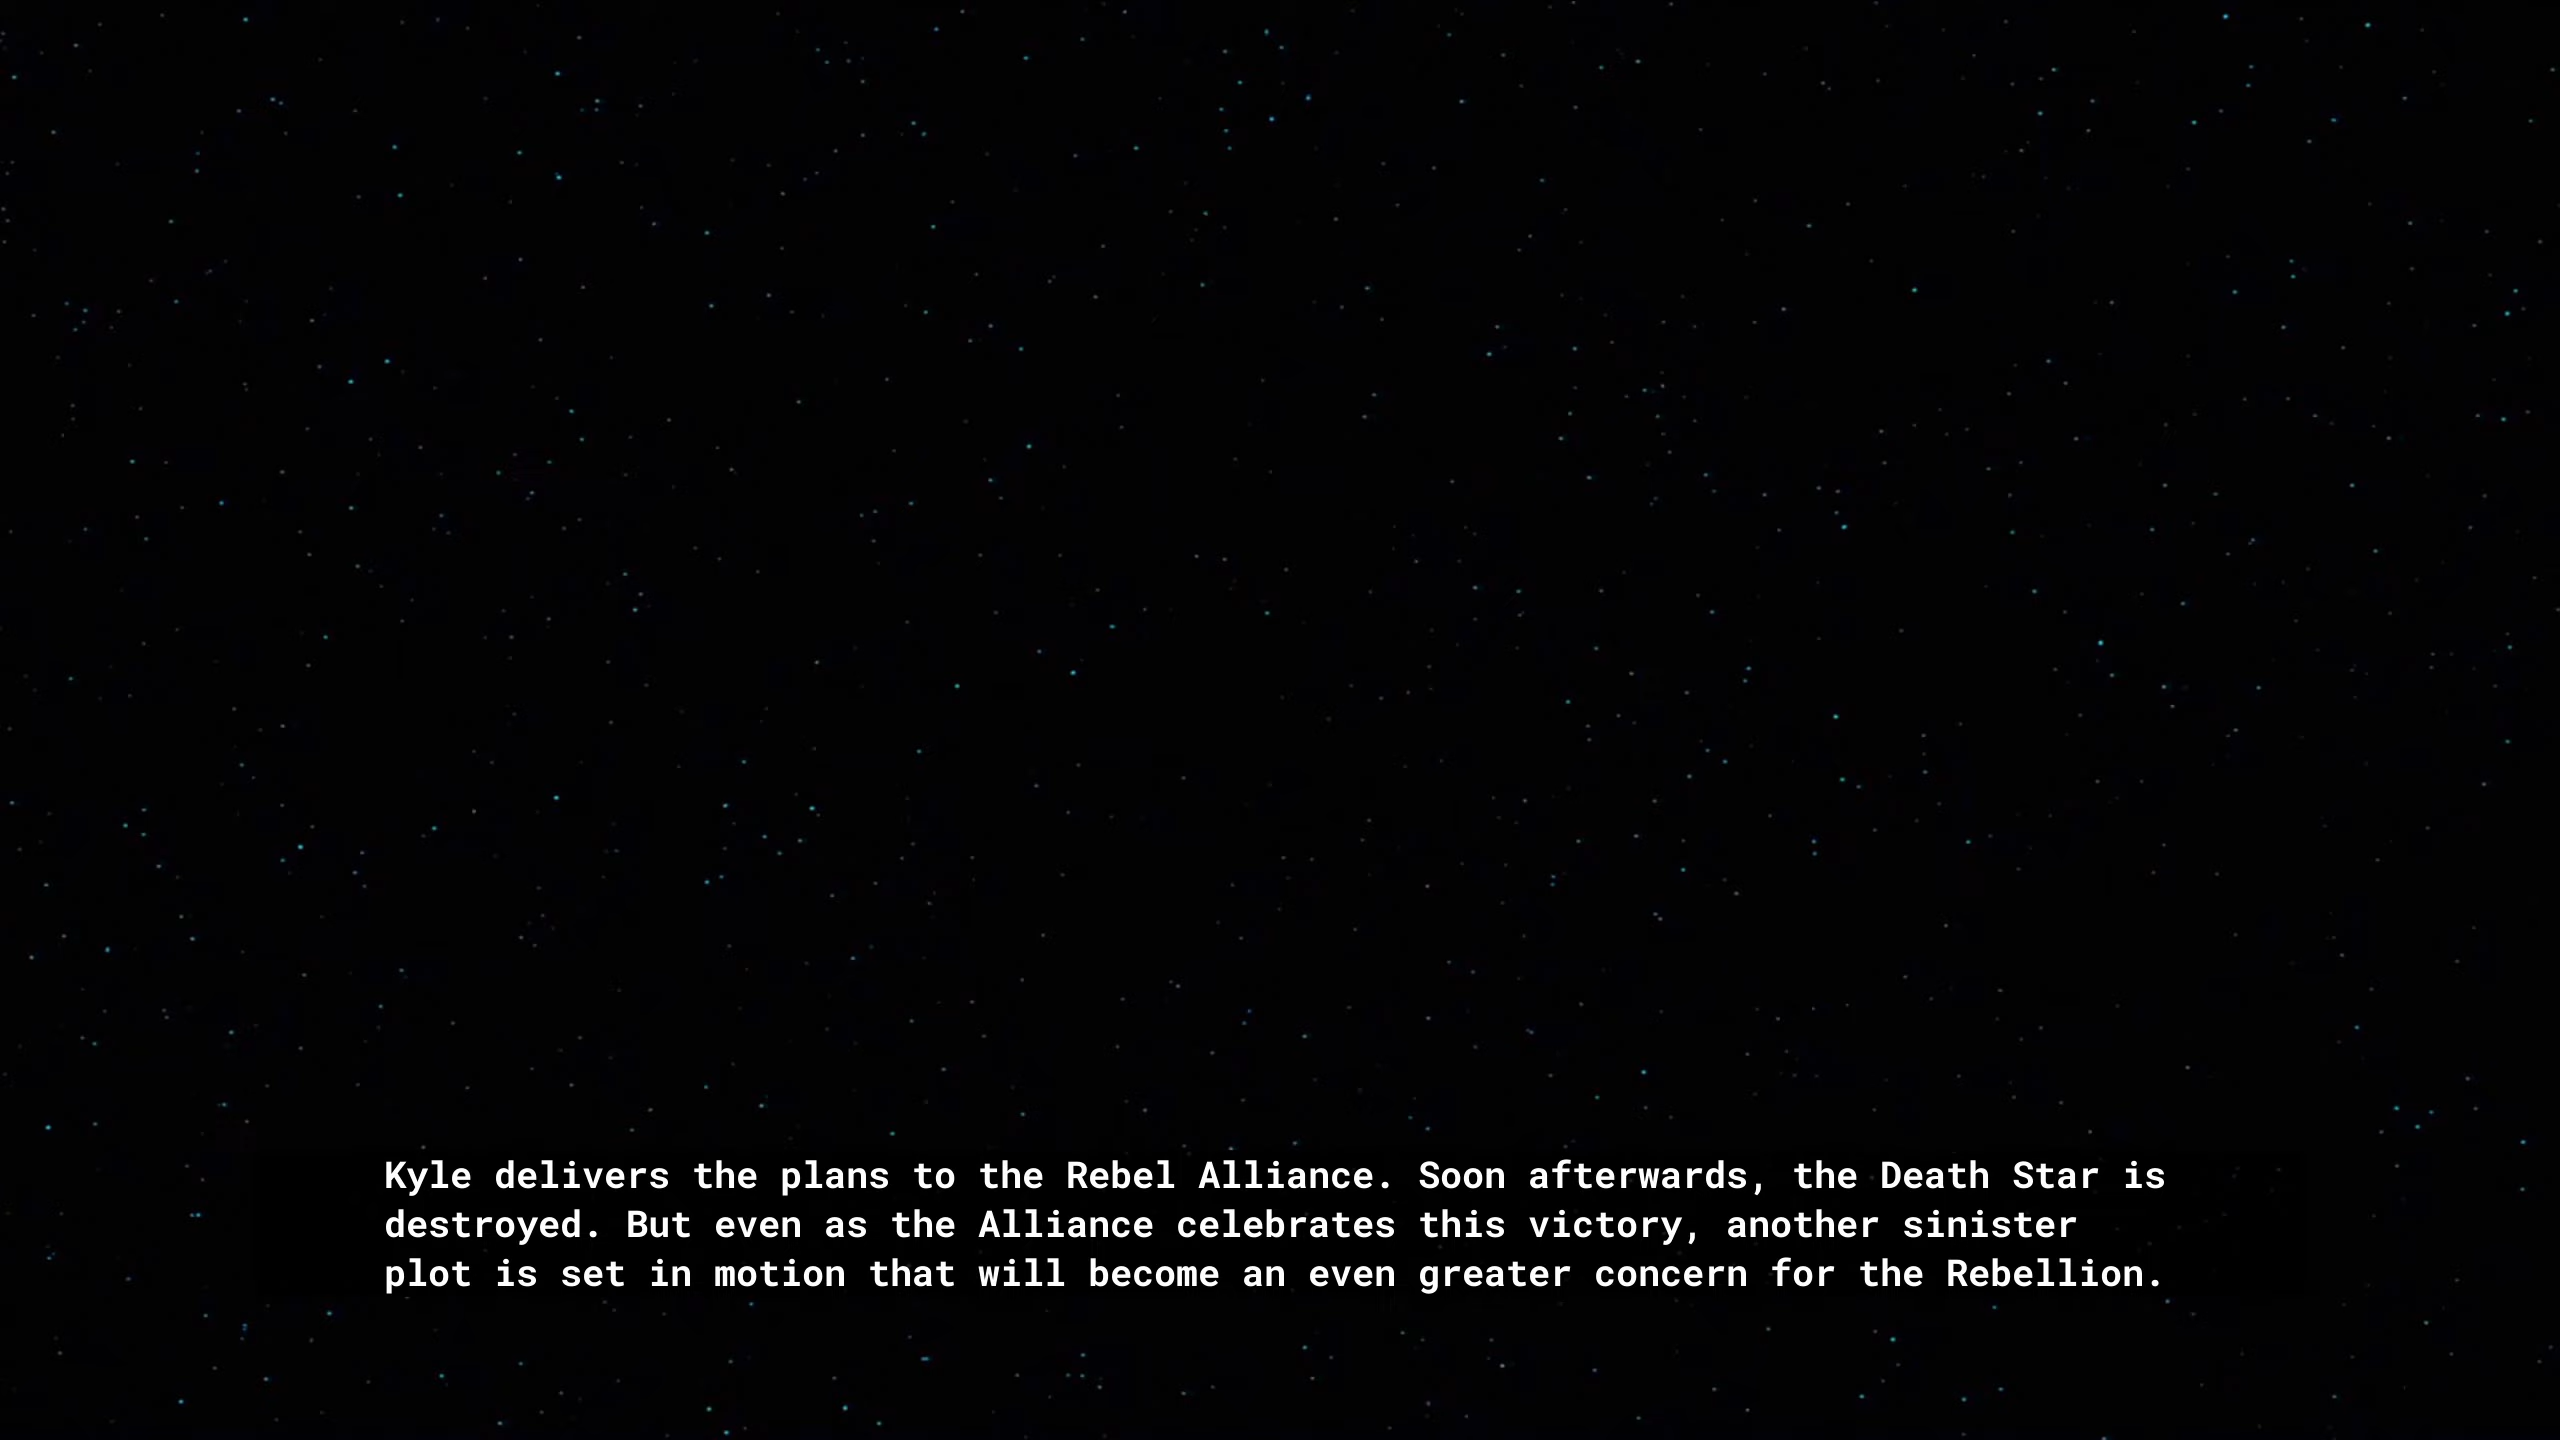 Kyle delivers the plans to the Rebel Alliance. Soon afterwards, the Death Star is
destroyed. But even as the Alliance celebrates this victory, another sinister
plot is set in motion that will become an even greater concern for the Rebellion.